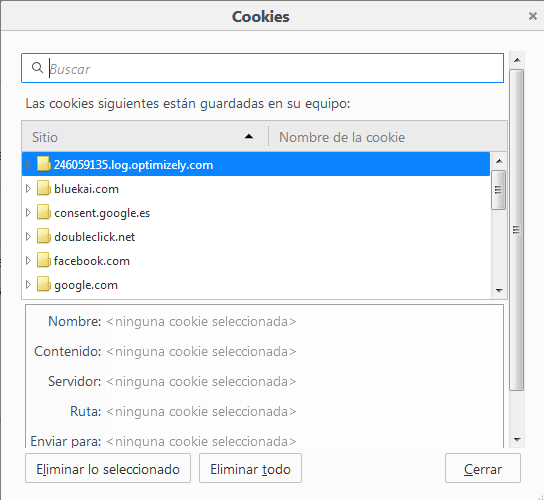 Cookies
Buscar
Las cookies siguientes están guardadas en su equipo:
Sitio Nombre de la cookie
246059135.log.optimizely.com
bluekai.com
consent.google.es
doubleclick.net
facebook.com
google.com
Nombre: <ninguna cookie seleccionada>
Contenido: <ninguna cookie seleccionada>
Servidor: <ninguna cookie seleccionada>
Ruta: <ninguna cookie seleccionada>
Enviar para: <ninguna cookie seleccionada>
Eliminar lo seleccionado Eliminar todo Cerrar